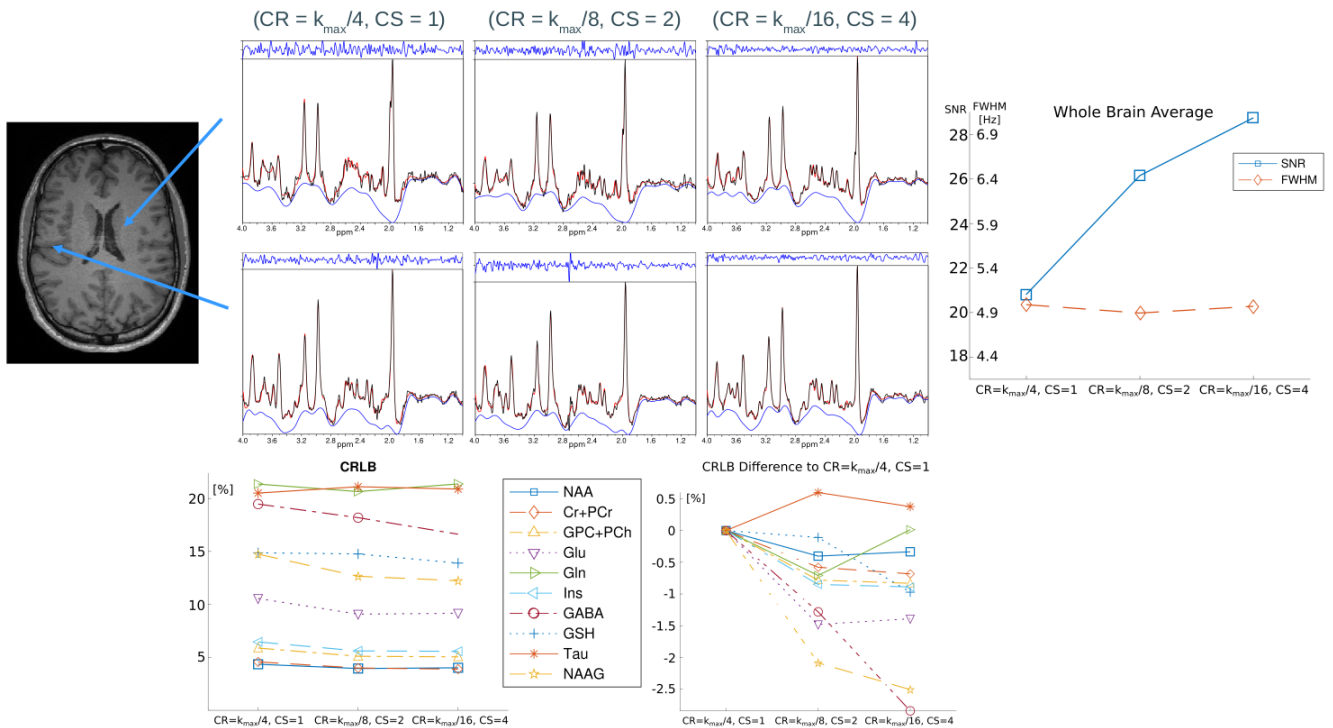 (CR = kmax/4, CS = 1) (CR = kmax/8, CS = 2) (CR = kmax/16, CS = 4)
4.0 3.6 3.2 2.8 2.4 2.0 1.6 1.2
ppm
4.0 3.6 3.2 2.8 2.4 2.0 1.6 1.2
ppm
4.0 3.6 3.2 2.8 2.4 2.0 1.6 1.2
ppm
4.0 3.6 3.2 2.8 2.4 2.0 1.6 1.2
ppm
4.0 3.6 3.2 2.8 2.4 2.0 1.6 1.2
ppm
4.0 3.6 3.2 2.8 2.4 2.0 1.6 1.2
ppm
Whole Brain Average
SNR FWHM
[Hz]
28 6.9
26 6.4
24 5.9
22 5.4
20 4.9
18 4.4
CR=kmax/4, CS=1 CR=kmax/8, CS=2 CR=kmax/16, CS=4
SNR
FWHM
CRLB
[%]
20
15
10
5
CR=kmax/4, CS=1 CR=kmax/8, CS=2 CR=kmax/16, CS=4
NAA
Cr+PCr
GPC+PCh
Glu
Gln
Ins
GABA
GSH
Tau
NAAG
CRLB Difference to CR=kmax/4, CS=1
[%]
0.5
0
-0.5
-1
-1.5
-2
-2.5
CR=kmax/4, CS=1 CR=kmax/8, CS=2 CR=kmax/16, CS=4